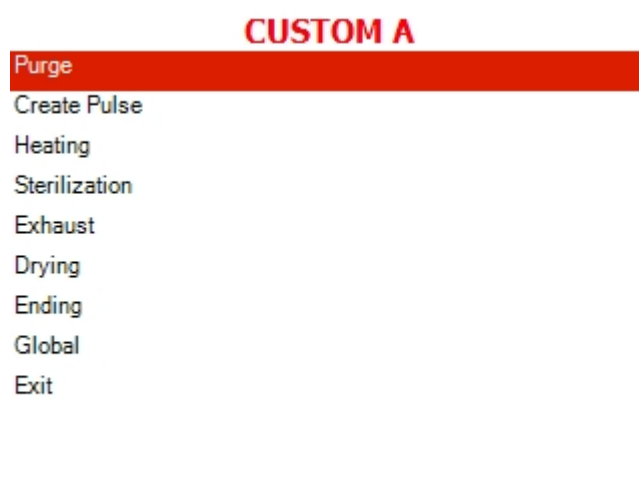 CUSTOM A
Purge
Create Pulse
Heating
Sterilization
Exhaust
Drying
Ending
Global
Exit